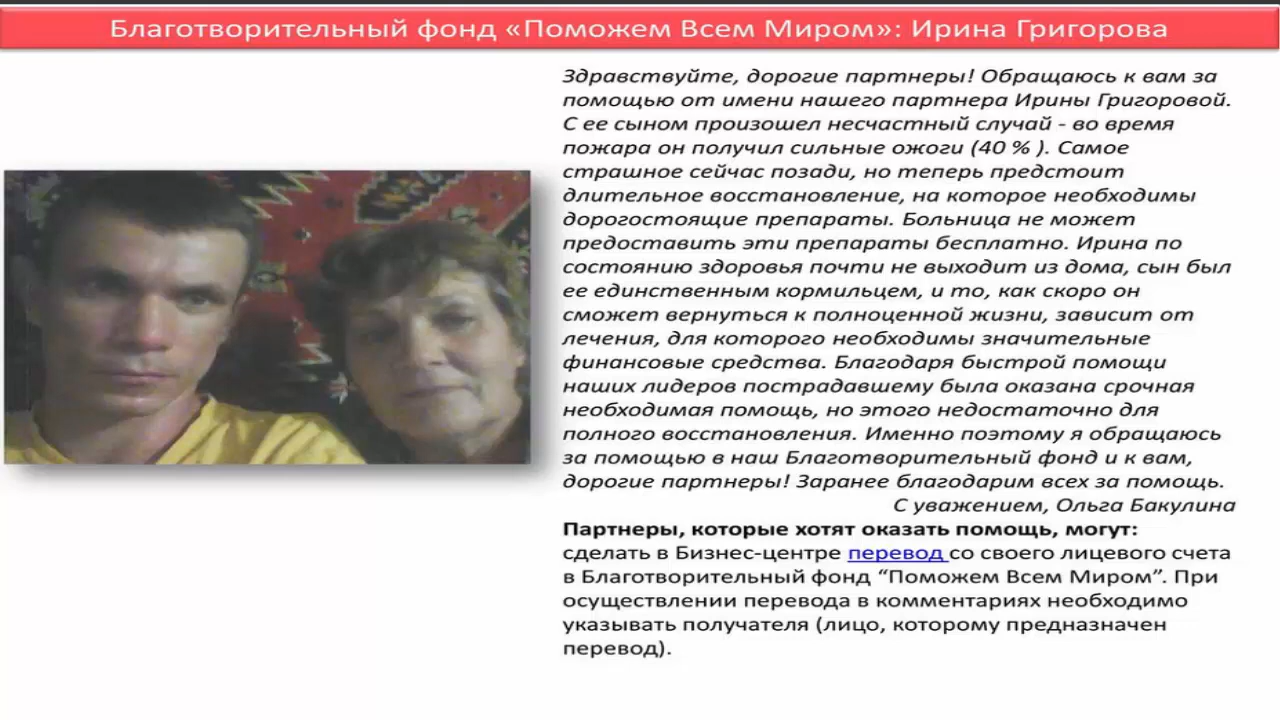 Благотворительный фонд «Поможем Всем Миром»: Ирина Григорова
Здравствуйте, дорогие партнеры! Обращаюсь к вам за
помощью от имени нашего партнера Ирины Григоровой.
С ее сыном произошел несчастный случай - во время
пожара он получил сильные ожоги (40 % ). Самое
страшное сейчас позади, но теперь предстоит
длительное восстановление, на которое необходимы
дорогостоящие препараты. Больница не может
предоставить эти препараты бесплатно. Ирина по
состоянию здоровья почти не выходит из дома, сын был
ее единственным кормильцем, и то, как скоро он
сможет вернуться к полноценной жизни, зависит от
лечения, для которого необходимы значительные
финансовые средства. Благодаря быстрой помощи
наших лидеров пострадавшему была оказана срочная
необходимая помощь, но этого недостаточно для
полного восстановления. Именно поэтому я обращаюсь
за помощью в наш Благотворительный фонд и к вам,
дорогие партнеры! Заранее благодарим всех за помощь.
С уважением, Ольга Бакулина
Партнеры, которые хотят оказать помощь, могут:
сделать в Бизнес-центре перевод со своего лицевого счета
в Благотворительный фонд “Поможем Всем Миром”. При
осуществлении перевода в комментариях необходимо
указывать получателя (лицо, которому предназначен
перевод).